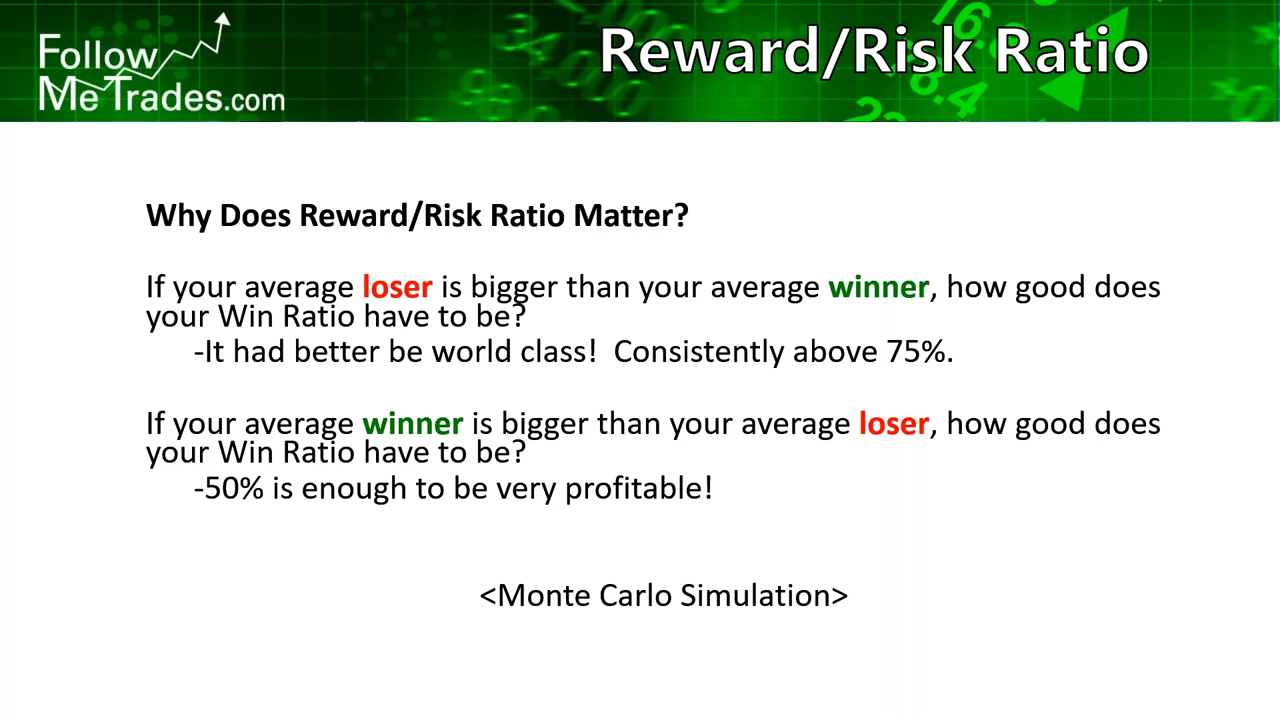 Follow
Me Trades.com
Reward/Risk Ratio
16.
8.4
Why Does Reward/Risk Ratio Matter?
If your average loser is bigger than your average winner, how good does
your Win Ratio have to be?
-It had better be world class!  Consistently above 75%.
If your average winner is bigger than your average loser, how good does
your Win Ratio have to be?
-50% is enough to be very profitable!
<Monte Carlo Simulation>